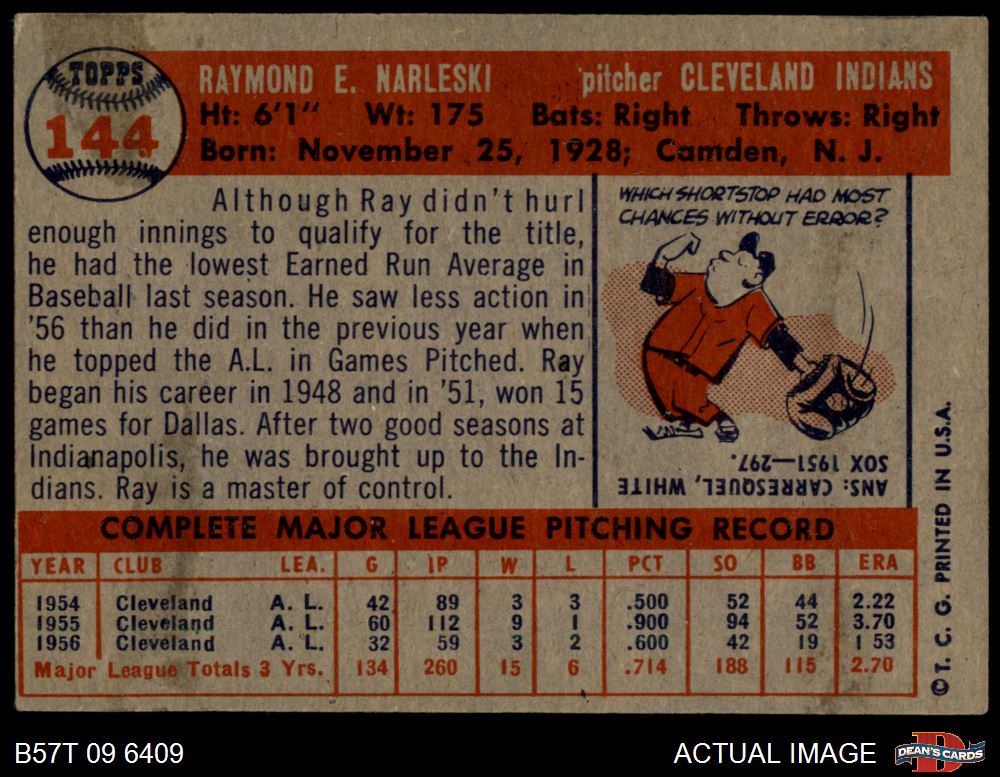 TOPPS
144
RAYMOND E. NARLESKI pitcher CLEVELAND INDIANS
Ht: 6'1" Wt: 175 Bats: Right Throws: Right
Born: November 25, 1928; Camden, N. J.
Although Ray didn't hurl
enough innings to qualify for the title,
he had the lowest Earned Run Average in
Baseball last season. He saw less action in
'56 than he did in the previous year when
he topped the A.L. in Games Pitched. Ray
began his career in 1948 and in '51, won 15
games for Dallas. After two good seasons at
Indianapolis, he was brought up to the In-
dians. Ray is a master of control.
WHICH SHORTSTOP HAD MOST
CHANCES WITHOUT ERROR?
ANS: CARRESQUEL, WHITE
SOX 1951—297.
COMPLETE MAJOR LEAGUE PITCHING RECORD
YEAR CLUB LEA. G IP W L PCT SO BB ERA
1954 Cleveland A. L. 42 89 3 3 .500 52 44 2.22
1955 Cleveland A. L. 60 112 9 1 .900 94 52 3.70
1956 Cleveland A. L. 32 59 3 2 .600 42 19 1 53
Major League Totals 3 Yrs. 134 260 15 6 .714 188 115 2.70
© T. C. G. PRINTED IN U.S.A.
B57T 09 6409
ACTUAL IMAGE
DEAN'S CARDS